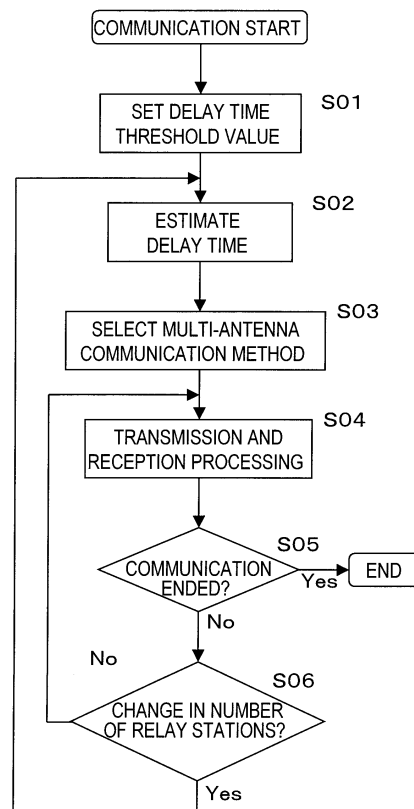 COMMUNICATION START
S01
SET DELAY TIME
THRESHOLD VALUE
S02
ESTIMATE
DELAY TIME
S03
SELECT MULTI-ANTENNA
COMMUNICATION METHOD
S04
TRANSMISSION AND
RECEPTION PROCESSING
S05
COMMUNICATION
ENDED?
Yes
END
No
No
S06
CHANGE IN NUMBER
OF RELAY STATIONS?
Yes